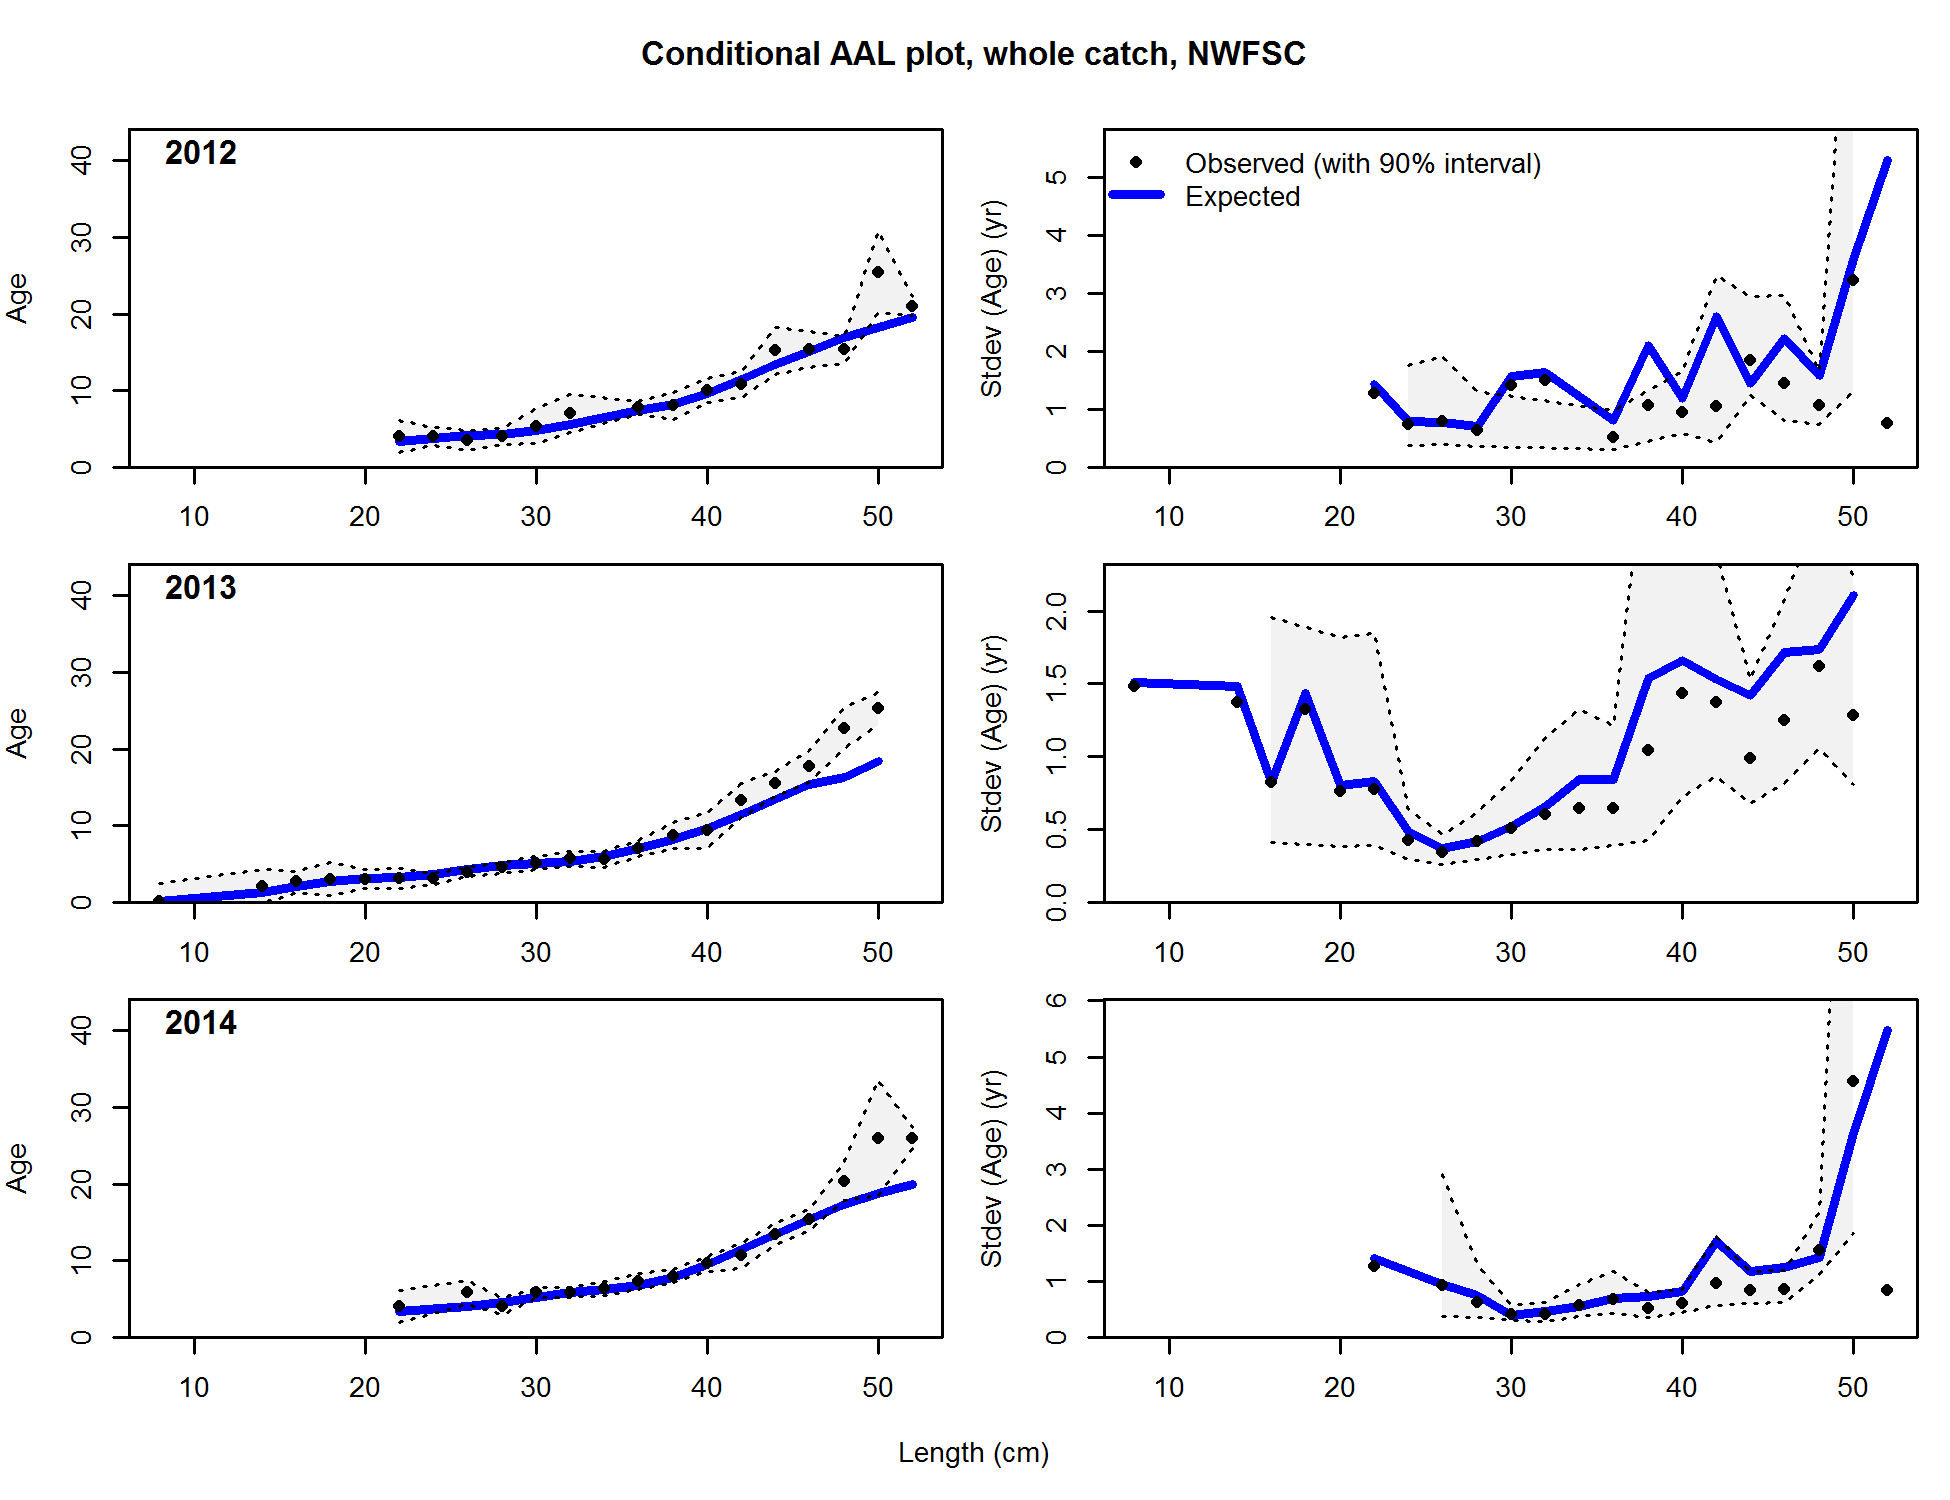 Conditional AAL plot, whole catch, NWFSC
2012
Age
0 10 20 30 40
10 20 30 40 50
Observed (with 90% interval)
Expected
Stdev (Age) (yr)
0 1 2 3 4 5
10 20 30 40 50
2013
Age
0 10 20 30 40
10 20 30 40 50
Stdev (Age) (yr)
0.0 0.5 1.0 1.5 2.0
10 20 30 40 50
2014
Age
0 10 20 30 40
10 20 30 40 50
Stdev (Age) (yr)
0 1 2 3 4 5 6
10 20 30 40 50
Length (cm)